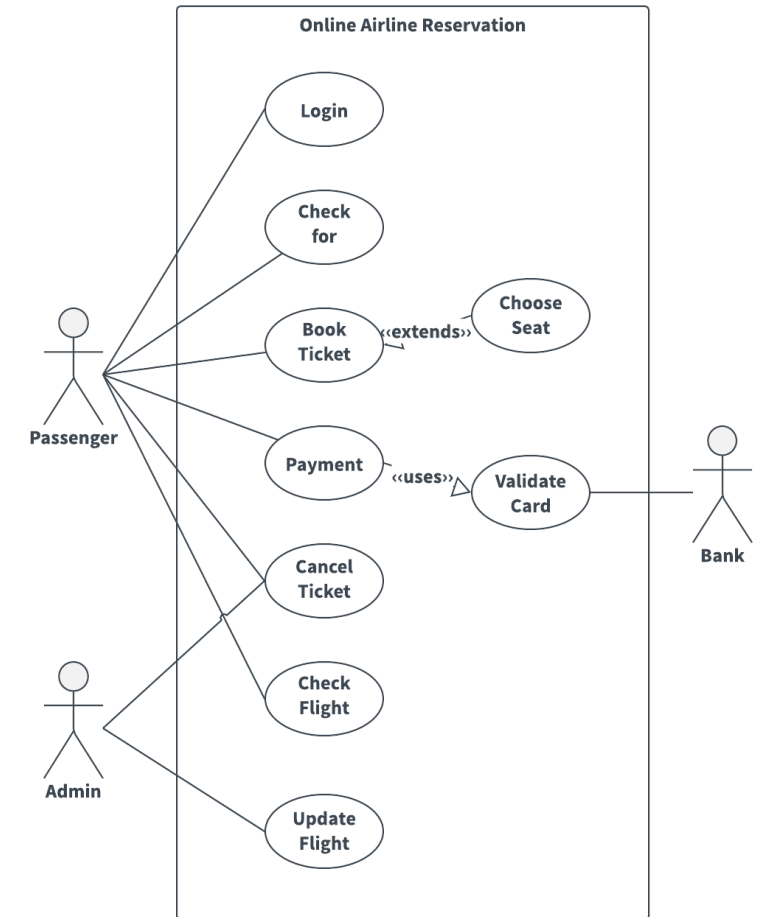 Online Airline Reservation
Login
Check
for
Book
Ticket
‹‹extends››
Choose
Seat
Passenger
Payment
‹‹uses››
Validate
Card
Bank
Cancel
Ticket
Check
Flight
Admin
Update
Flight